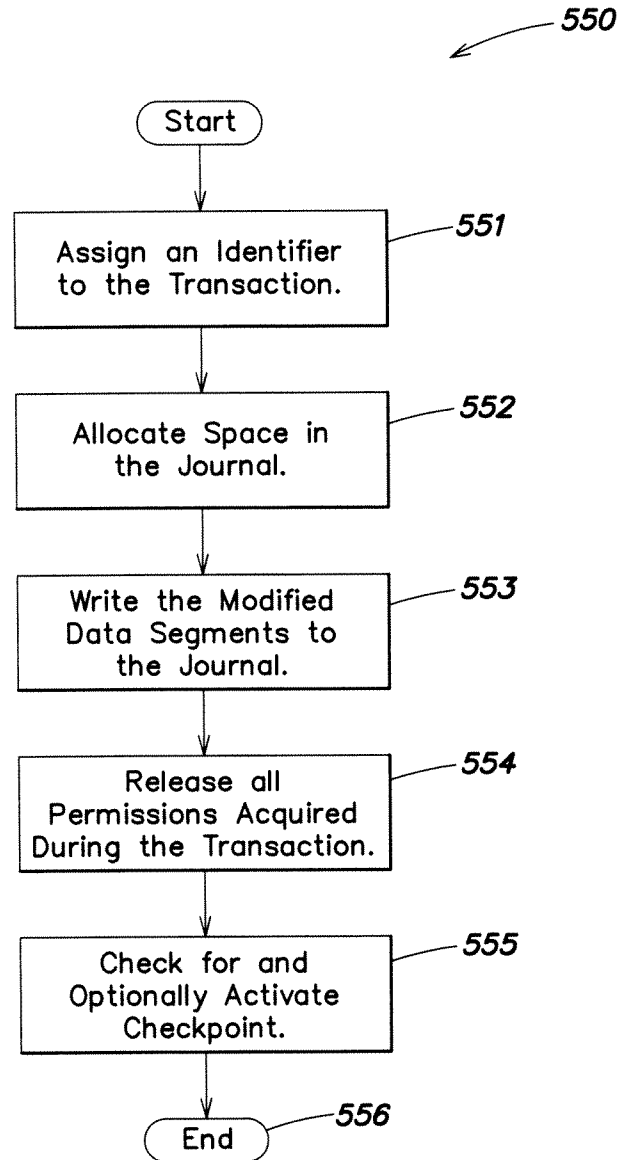 550
Start
551
Assign an Identifier
to the Transaction.
552
Allocate Space in
the Journal.
553
Write the Modified
Data Segments to
the Journal.
554
Release all
Permissions Acquired
During the Transaction.
555
Check for and
Optionally Activate
Checkpoint.
556
End